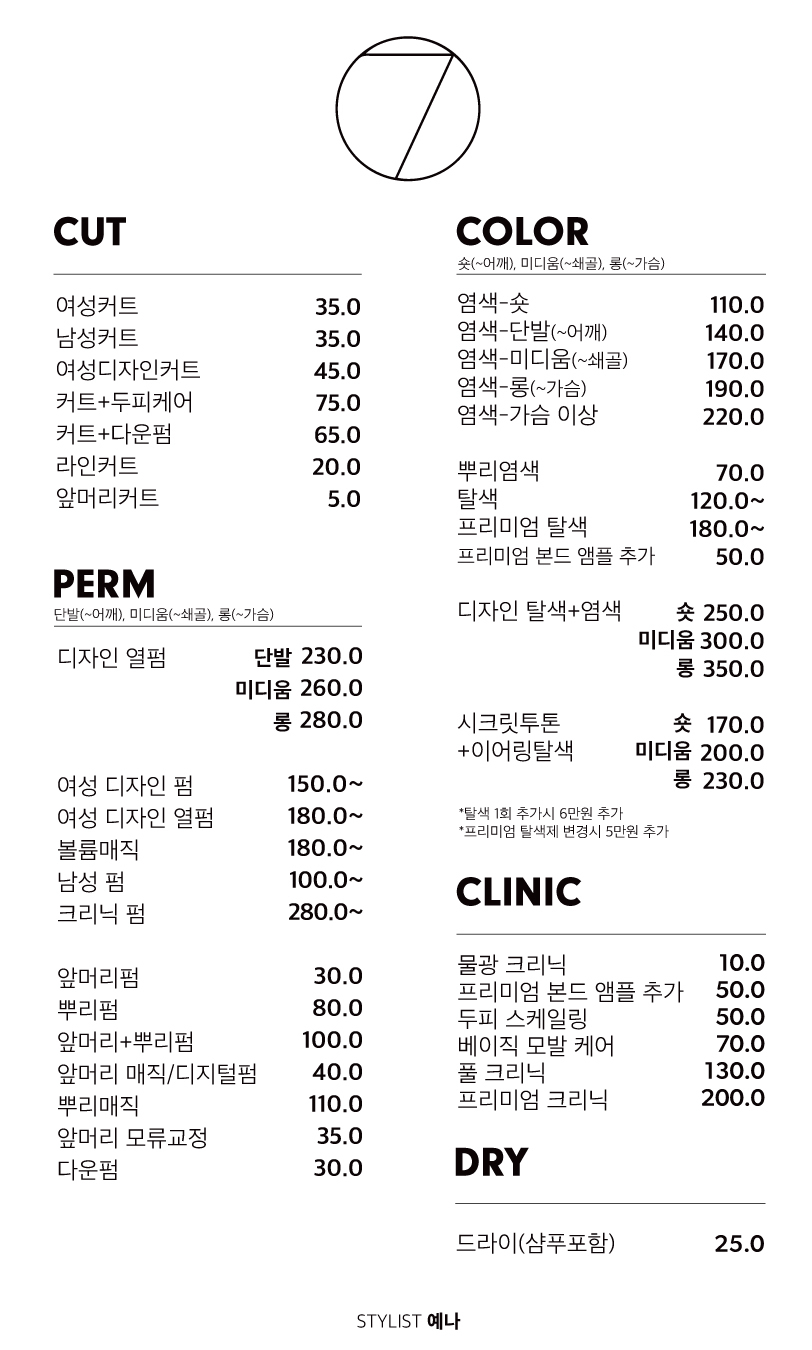 7
CUT
여성커트 35.0
남성커트 35.0
여성디자인커트 45.0
커트+두피케어 75.0
커트+다운펌 65.0
라인커트 20.0
앞머리커트 5.0
PERM
단발(~어깨), 미디움(~쇄골), 롱(~가슴)
디자인 열펌 단발 230.0
미디움 260.0
롱 280.0
여성 디자인 펌 150.0~
여성 디자인 열펌 180.0~
볼륨매직 180.0~
남성 펌 100.0~
크리닉 펌 280.0~
앞머리펌 30.0
뿌리펌 80.0
앞머리+뿌리펌 100.0
앞머리 매직/디지털펌 40.0
뿌리매직 110.0
앞머리 모류교정 35.0
다운펌 30.0
COLOR
숏(~어깨), 미디움(~쇄골), 롱(~가슴)
염색-숏 110.0
염색-단발(~어깨) 140.0
염색-미디움(~쇄골) 170.0
염색-롱(~가슴) 190.0
염색-가슴 이상 220.0
뿌리염색 70.0
탈색 120.0~
프리미엄 탈색 180.0~
프리미엄 본드 앰플 추가 50.0
디자인 탈색+염색 숏 250.0
미디움 300.0
롱 350.0
시크릿투톤 숏 170.0
+이어링탈색 미디움 200.0
롱 230.0
*탈색 1회 추가시 6만원 추가
*프리미엄 탈색제 변경시 5만원 추가
CLINIC
물광 크리닉 10.0
프리미엄 본드 앰플 추가 50.0
두피 스케일링 50.0
베이직 모발 케어 70.0
풀 크리닉 130.0
프리미엄 크리닉 200.0
DRY
드라이(샴푸포함) 25.0
STYLIST 예나